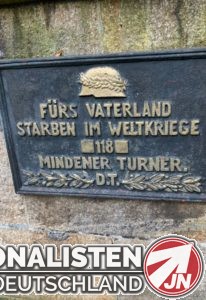 FÜRS VATERLAND
STARBEN IM WELTKRIEGE
118
MINDENER TURNER.
D.T.
ONALISTEN
DEUTSCHLAND
JN